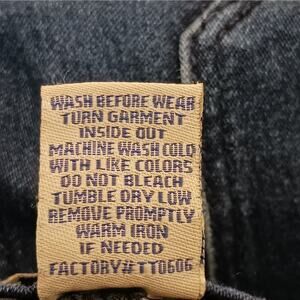 WASH BEFORE WEAR
TURN GARMENT
INSIDE OUT
MACHINE WASH COLD
WITH LIKE COLORS
DO NOT BLEACH
TUMBLE DRY LOW
REMOVE PROMPTLY
WARM IRON
IF NEEDED
FACTORY#TT0606